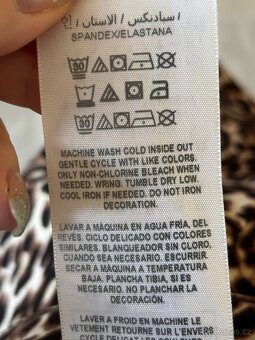 سباندكس / الاستان /
SPANDEX/ELASTANA
MACHINE WASH COLD INSIDE OUT
GENTLE CYCLE WITH LIKE COLORS.
ONLY NON-CHLORINE BLEACH WHEN
NEEDED. WRING. TUMBLE DRY LOW.
COOL IRON IF NEEDED. DO NOT IRON
DECORATION.
LAVAR A MÁQUINA EN AGUA FRÍA, DEL
REVÉS. CICLO DELICADO CON COLORES
SIMILARES. BLANQUEADOR SIN CLORO,
CUANDO SEA NECESARIO. ESCURRIR.
SECAR A MÁQUINA A TEMPERATURA
BAJA. PLANCHA TIBIA, SI ES
NECESARIO. NO PLANCHAR LA
DECORACIÓN.
LAVER A FROID EN MACHINE LE
VETEMENT RETOURNE SUR L'ENVERS